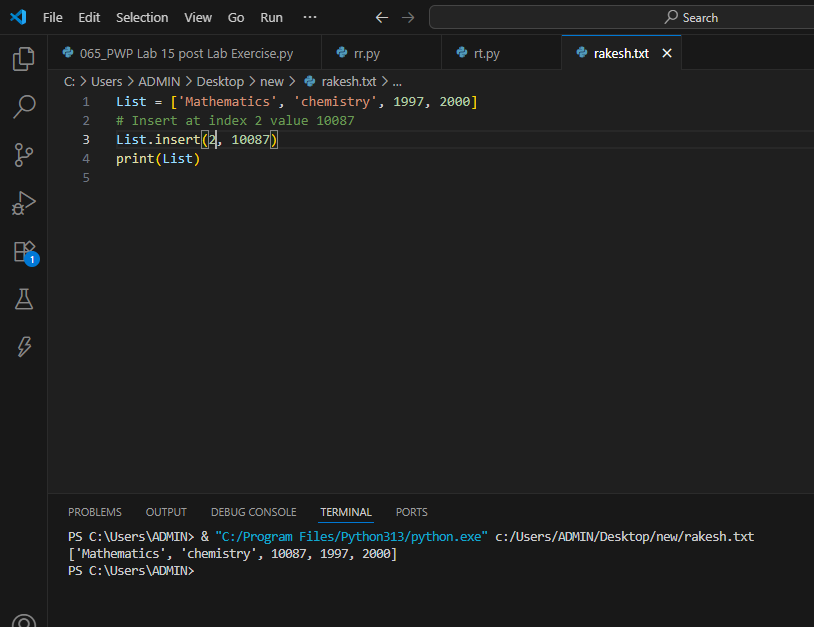 File Edit Selection View Go Run ··· ← → Search
065_PWP Lab 15 post Lab Exercise.py rr.py rt.py rakesh.txt ×
C: > Users > ADMIN > Desktop > new > rakesh.txt > ...
1 List = ['Mathematics', 'chemistry', 1997, 2000]
2 # Insert at index 2 value 10087
3 List.insert(2, 10087)
4 print(List)
5
1
PROBLEMS OUTPUT DEBUG CONSOLE TERMINAL PORTS
PS C:\Users\ADMIN> & "C:/Program Files/Python313/python.exe" c:/Users/ADMIN/Desktop/new/rakesh.txt
['Mathematics', 'chemistry', 10087, 1997, 2000]
PS C:\Users\ADMIN>